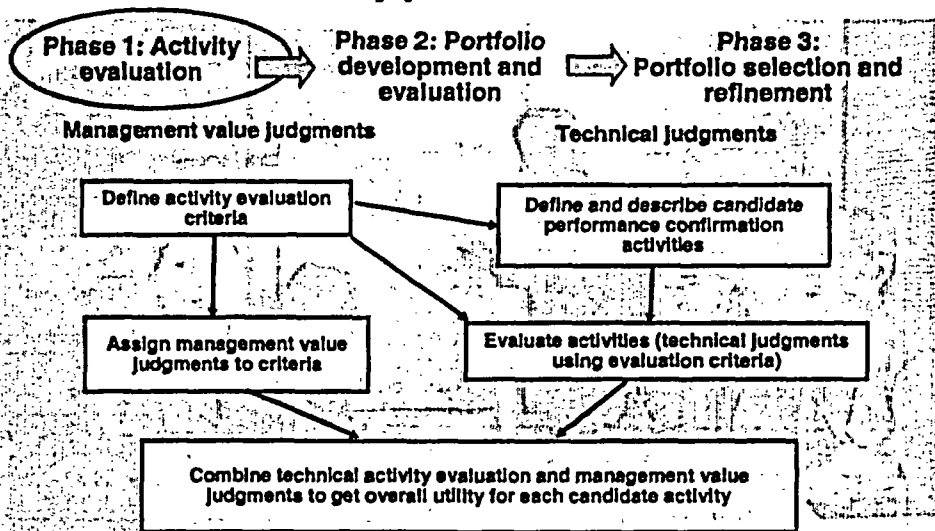 Phase 1: Activity
evaluation
Phase 2: Portfolio
development and
evaluation
Phase 3:
Portfolio selection and
refinement
Management value judgments
Technical judgments
Define activity evaluation
criteria
Define and describe candidate
performance confirmation
activities
Assign management value
judgments to criteria
Evaluate activities (technical judgments
using evaluation criteria)
Combine technical activity evaluation and management value
judgments to get overall utility for each candidate activity